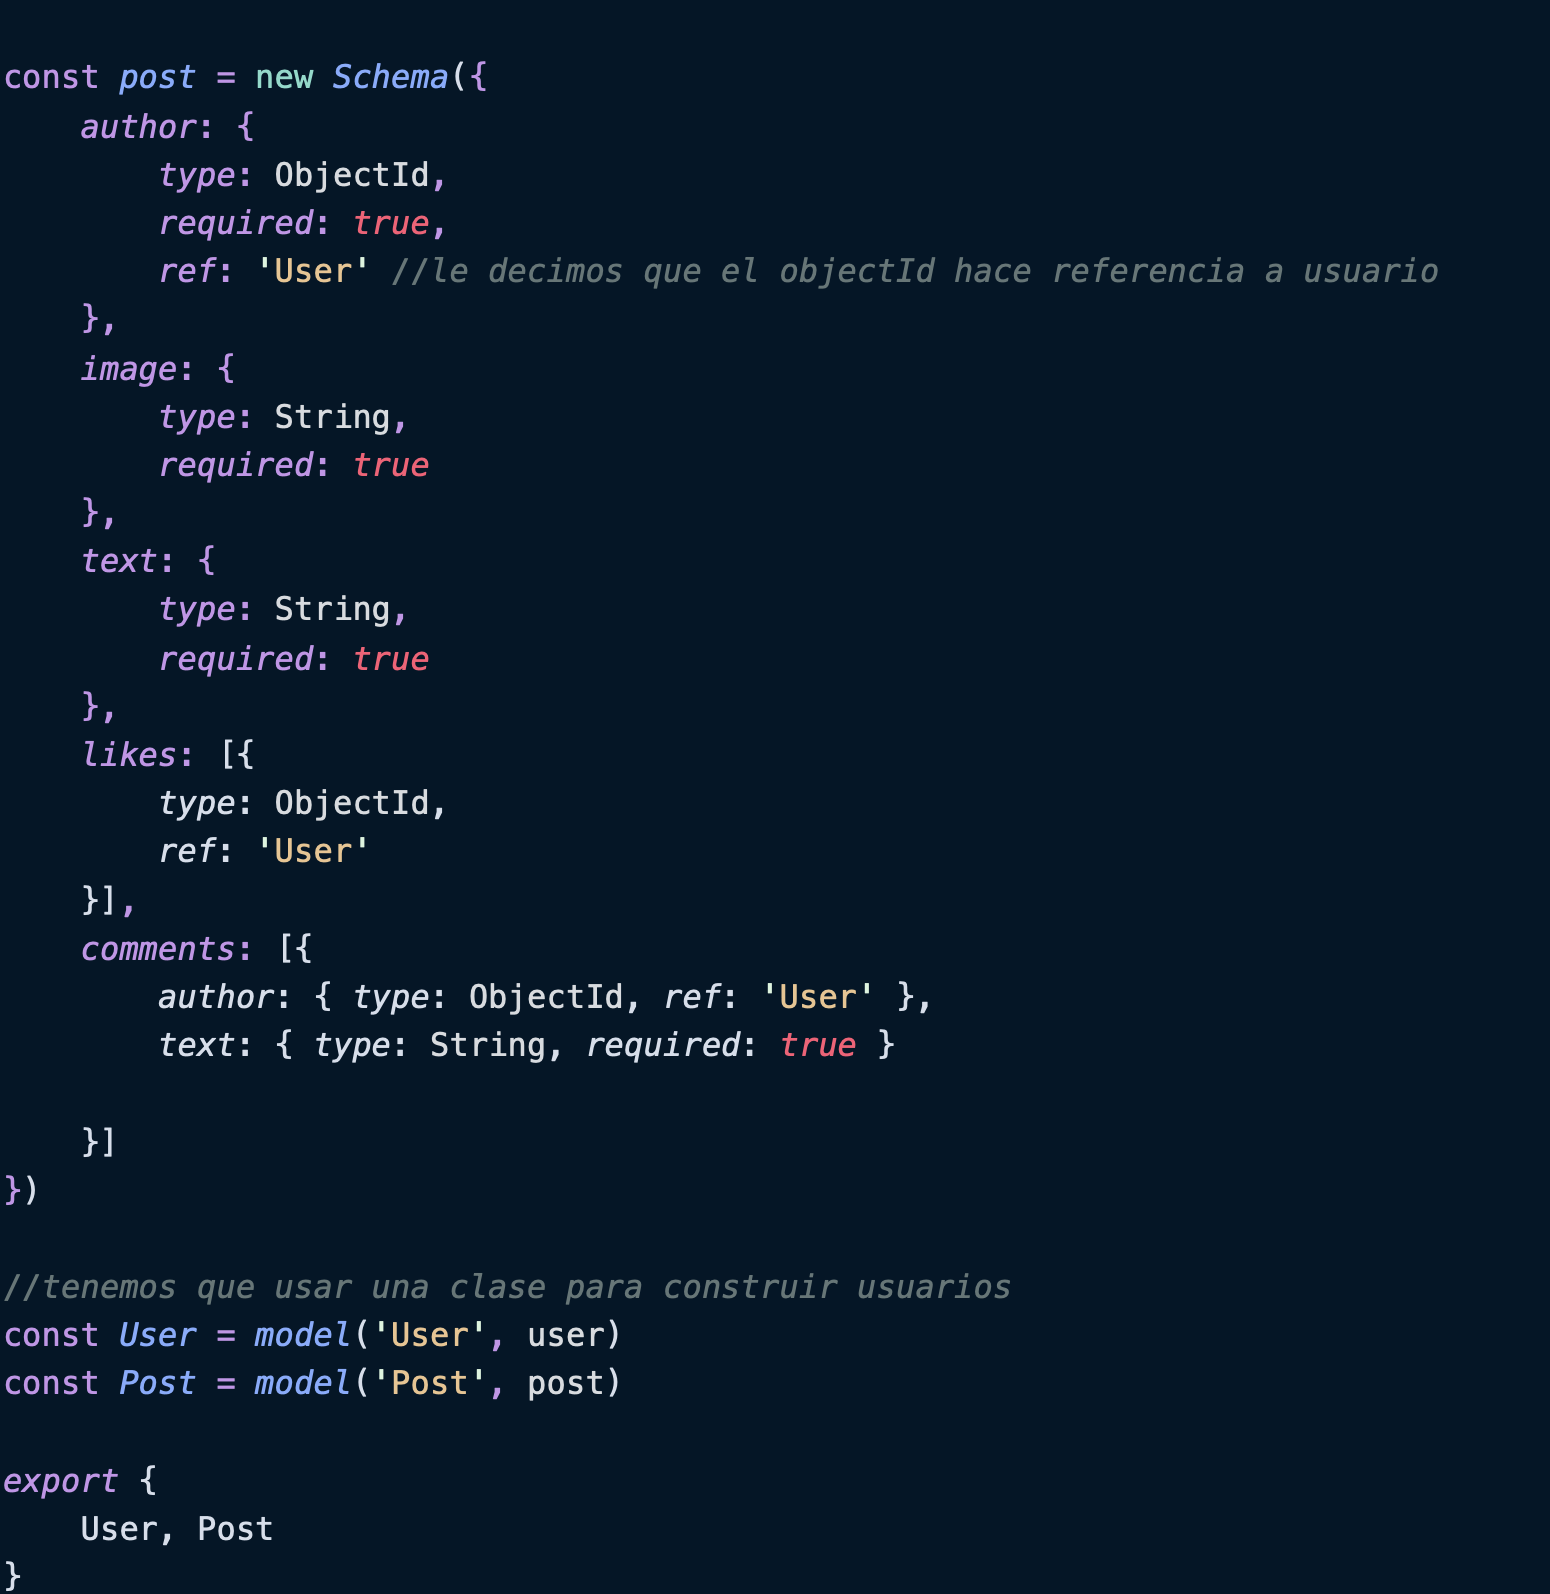 const post = new Schema({
    author: {
        type: ObjectId,
        required: true,
        ref: 'User' //le decimos que el objectId hace referencia a usuario
    },
    image: {
        type: String,
        required: true
    },
    text: {
        type: String,
        required: true
    },
    likes: [{
        type: ObjectId,
        ref: 'User'
    }],
    comments: [{
        author: { type: ObjectId, ref: 'User' },
        text: { type: String, required: true }

    }]
})

//tenemos que usar una clase para construir usuarios
const User = model('User', user)
const Post = model('Post', post)

export {
    User, Post
}